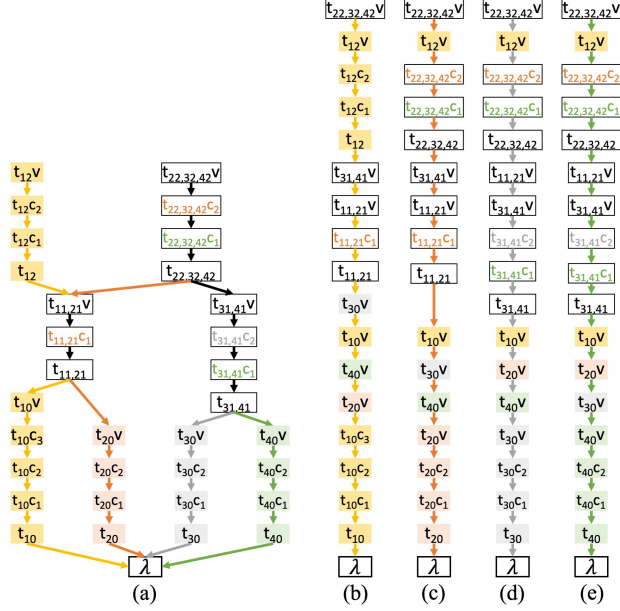 t₁₂v
t₁₂c₂
t₁₂c₁
t₁₂
t₂₂,₃₂,₄₂v
t₂₂,₃₂,₄₂c₂
t₂₂,₃₂,₄₂c₁
t₂₂,₃₂,₄₂
t₁₁,₂₁v
t₁₁,₂₁c₁
t₁₁,₂₁
t₃₁,₄₁v
t₃₁,₄₁c₂
t₃₁,₄₁c₁
t₃₁,₄₁
t₁₀v
t₁₀c₃
t₁₀c₂
t₁₀c₁
t₁₀
t₂₀v
t₂₀c₂
t₂₀c₁
t₂₀
t₃₀v
t₃₀c₂
t₃₀c₁
t₃₀
t₄₀v
t₄₀c₂
t₄₀c₁
t₄₀
λ
(a)
t₂₂,₃₂,₄₂v
t₁₂v
t₁₂c₂
t₁₂c₁
t₁₂
t₃₁,₄₁v
t₁₁,₂₁v
t₁₁,₂₁c₁
t₁₁,₂₁
t₃₀v
t₁₀v
t₄₀v
t₂₀v
t₁₀c₃
t₁₀c₂
t₁₀c₁
t₁₀
λ
(b)
t₂₂,₃₂,₄₂v
t₁₂v
t₂₂,₃₂,₄₂c₂
t₂₂,₃₂,₄₂c₁
t₂₂,₃₂,₄₂
t₃₁,₄₁v
t₁₁,₂₁v
t₁₁,₂₁c₁
t₁₁,₂₁
t₁₀v
t₃₀v
t₄₀v
t₂₀v
t₂₀c₂
t₂₀c₁
t₂₀
λ
(c)
t₂₂,₃₂,₄₂v
t₁₂v
t₂₂,₃₂,₄₂c₂
t₂₂,₃₂,₄₂c₁
t₂₂,₃₂,₄₂
t₁₁,₂₁v
t₃₁,₄₁v
t₃₁,₄₁c₂
t₃₁,₄₁c₁
t₃₁,₄₁
t₁₀v
t₂₀v
t₄₀v
t₃₀v
t₃₀c₂
t₃₀c₁
t₃₀
λ
(d)
t₂₂,₃₂,₄₂v
t₁₂v
t₂₂,₃₂,₄₂c₂
t₂₂,₃₂,₄₂c₁
t₂₂,₃₂,₄₂
t₁₁,₂₁v
t₃₁,₄₁v
t₃₁,₄₁c₂
t₃₁,₄₁c₁
t₃₁,₄₁
t₁₀v
t₂₀v
t₃₀v
t₄₀v
t₄₀c₂
t₄₀c₁
t₄₀
λ
(e)